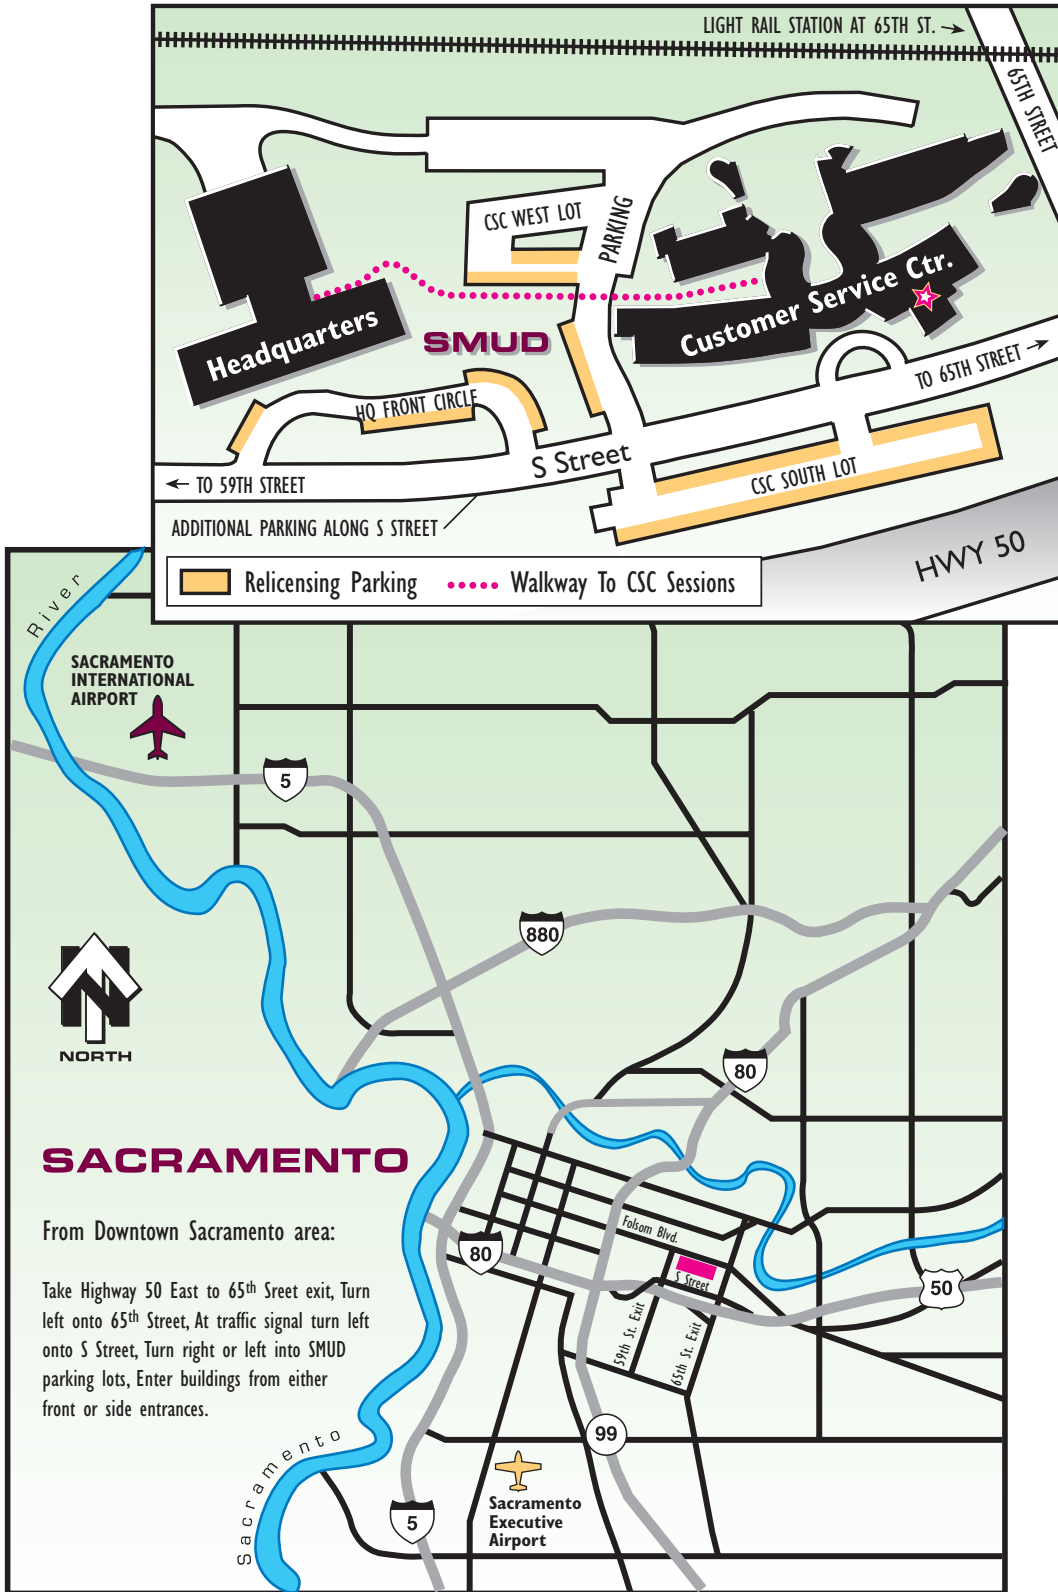 LIGHT RAIL STATION AT 65TH ST.
65TH STREET
CSC WEST LOT
PARKING
Headquarters
SMUD
Customer Service Ctr.
HQ FRONT CIRCLE
TO 65TH STREET
S Street
TO 59TH STREET
CSC SOUTH LOT
ADDITIONAL PARKING ALONG S STREET
HWY 50
Relicensing Parking
Walkway To CSC Sessions
River
SACRAMENTO
INTERNATIONAL
AIRPORT
5
880
NORTH
80
SACRAMENTO
From Downtown Sacramento area:
Take Highway 50 East to 65th Sreet exit, Turn
left onto 65th Street, At traffic signal turn left
onto S Street, Turn right or left into SMUD
parking lots, Enter buildings from either
front or side entrances.
Folsom Blvd.
80
S Street
50
59th St. Exit
65th St. Exit
99
Sacramento
Sacramento
Executive
Airport
5